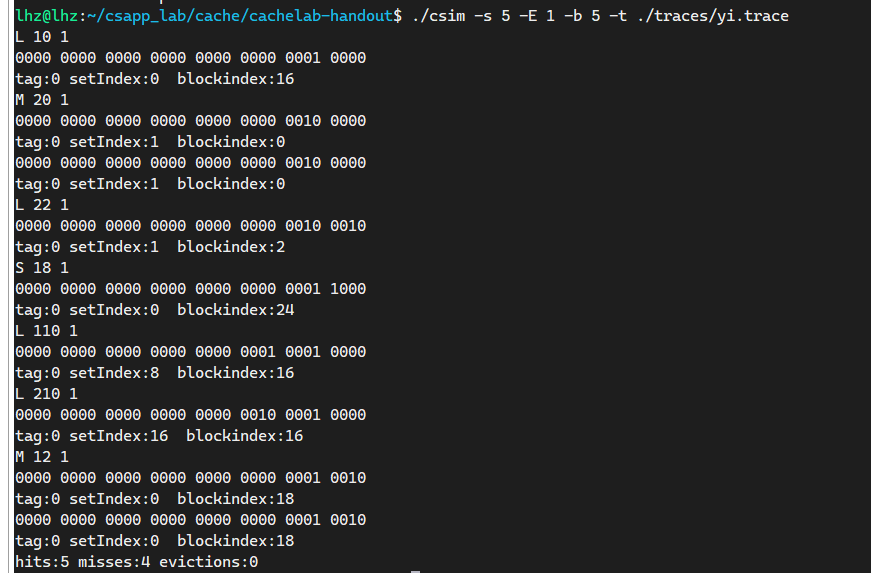 lhz@lhz:~/csapp_lab/cache/cachelab-handout$ ./csim -s 5 -E 1 -b 5 -t ./traces/yi.trace
L 10 1
0000 0000 0000 0000 0000 0000 0001 0000
tag:0 setIndex:0  blockindex:16
M 20 1
0000 0000 0000 0000 0000 0000 0010 0000
tag:0 setIndex:1  blockindex:0
0000 0000 0000 0000 0000 0000 0010 0000
tag:0 setIndex:1  blockindex:0
L 22 1
0000 0000 0000 0000 0000 0000 0010 0010
tag:0 setIndex:1  blockindex:2
S 18 1
0000 0000 0000 0000 0000 0000 0001 1000
tag:0 setIndex:0  blockindex:24
L 110 1
0000 0000 0000 0000 0000 0001 0001 0000
tag:0 setIndex:8  blockindex:16
L 210 1
0000 0000 0000 0000 0000 0010 0001 0000
tag:0 setIndex:16  blockindex:16
M 12 1
0000 0000 0000 0000 0000 0000 0001 0010
tag:0 setIndex:0  blockindex:18
0000 0000 0000 0000 0000 0000 0001 0010
tag:0 setIndex:0  blockindex:18
hits:5 misses:4 evictions:0